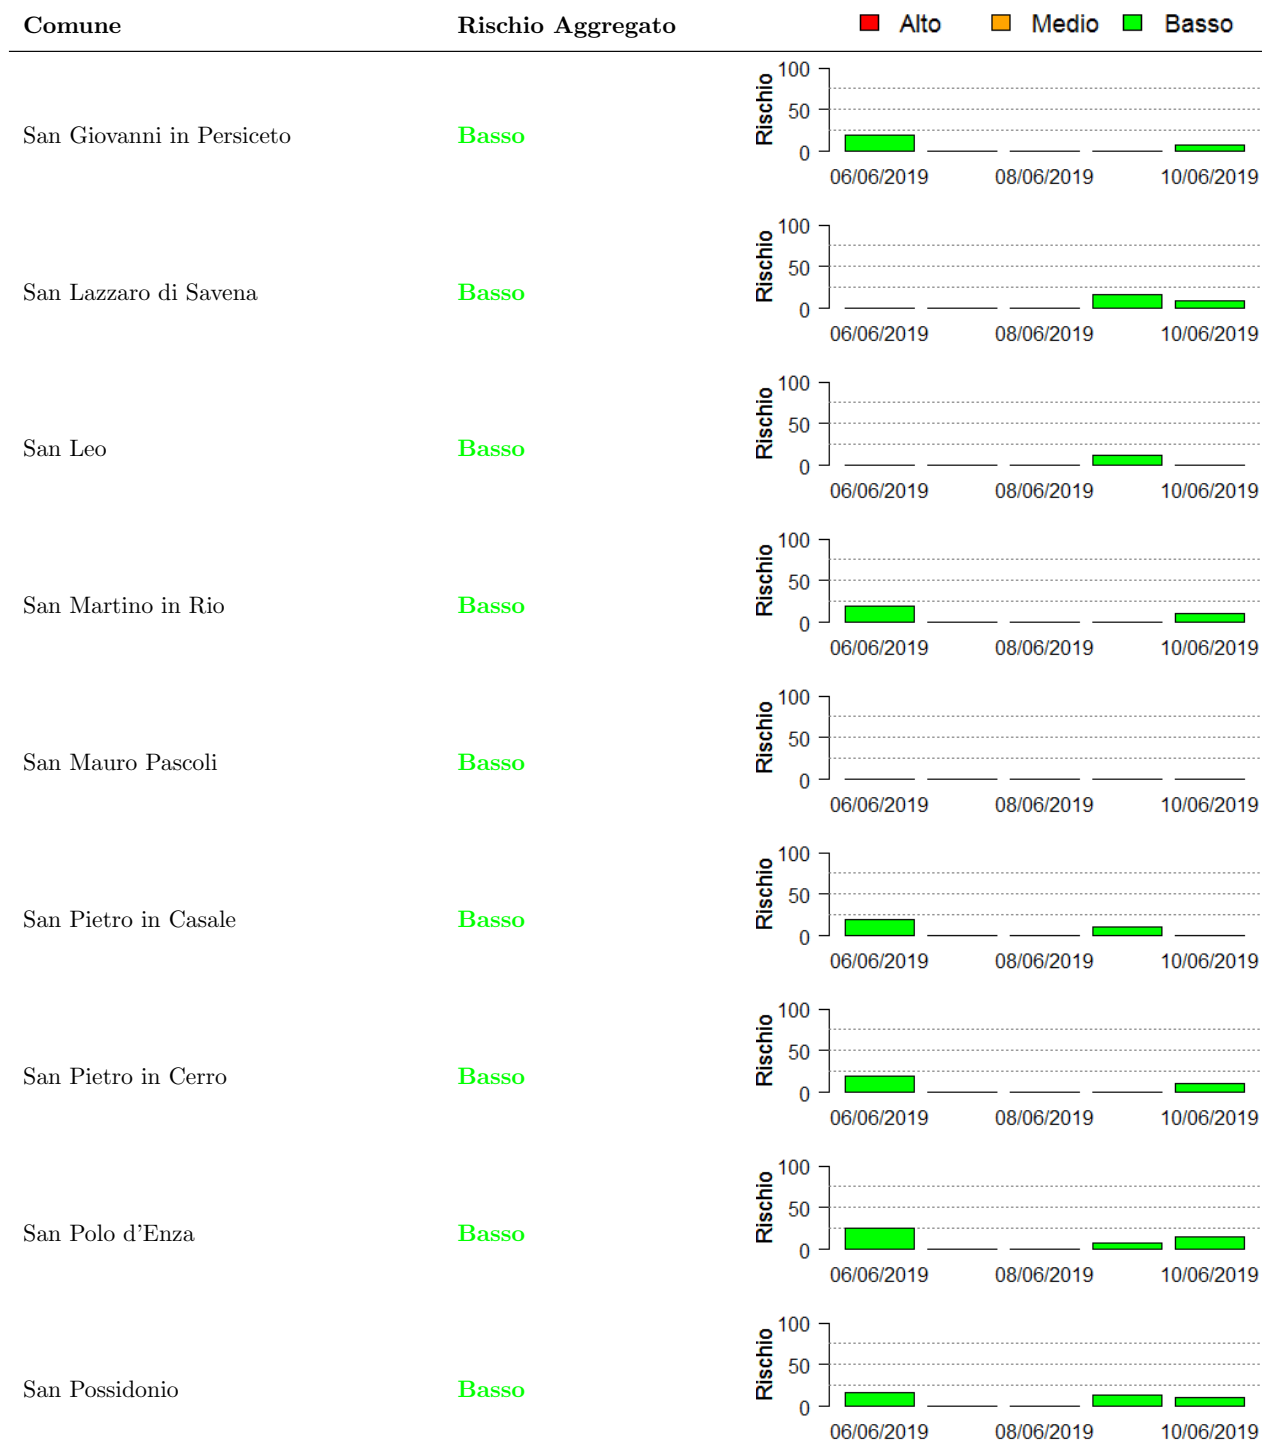 Comune Rischio Aggregato Alto Medio Basso
San Giovanni in Persiceto Basso Rischio 100 50 0
06/06/2019 08/06/2019 10/06/2019
San Lazzaro di Savena Basso Rischio 100 50 0
06/06/2019 08/06/2019 10/06/2019
San Leo Basso Rischio 100 50 0
06/06/2019 08/06/2019 10/06/2019
San Martino in Rio Basso Rischio 100 50 0
06/06/2019 08/06/2019 10/06/2019
San Mauro Pascoli Basso Rischio 100 50 0
06/06/2019 08/06/2019 10/06/2019
San Pietro in Casale Basso Rischio 100 50 0
06/06/2019 08/06/2019 10/06/2019
San Pietro in Cerro Basso Rischio 100 50 0
06/06/2019 08/06/2019 10/06/2019
San Polo d'Enza Basso Rischio 100 50 0
06/06/2019 08/06/2019 10/06/2019
San Possidonio Basso Rischio 100 50 0
06/06/2019 08/06/2019 10/06/2019